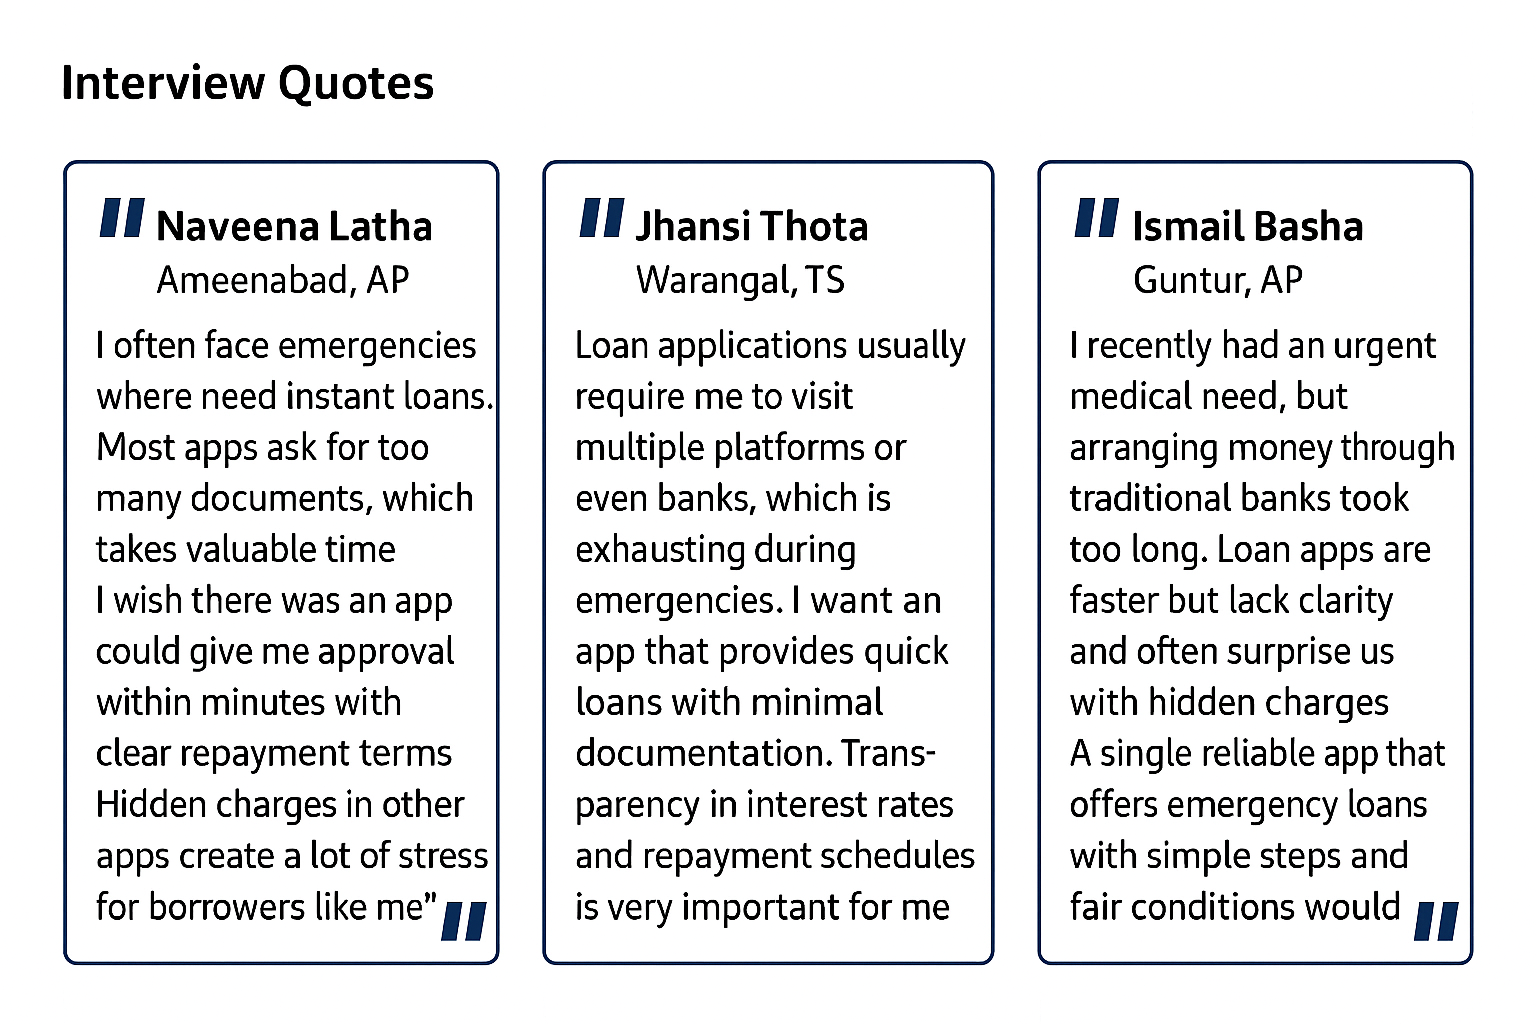 Interview Quotes
" Naveena Latha
Ameenabad, AP
I often face emergencies
where need instant loans.
Most apps ask for too
many documents, which
takes valuable time
I wish there was an app
could give me approval
within minutes with
clear repayment terms
Hidden charges in other
apps create a lot of stress
for borrowers like me” "
" Jhansi Thota
Warangal, TS
Loan applications usually
require me to visit
multiple platforms or
even banks, which is
exhausting during
emergencies. I want an
app that provides quick
loans with minimal
documentation. Trans-
parency in interest rates
and repayment schedules
is very important for me
" Ismail Basha
Guntur, AP
I recently had an urgent
medical need, but
arranging money through
traditional banks took
too long. Loan apps are
faster but lack clarity
and often surprise us
with hidden charges
A single reliable app that
offers emergency loans
with simple steps and
fair conditions would "